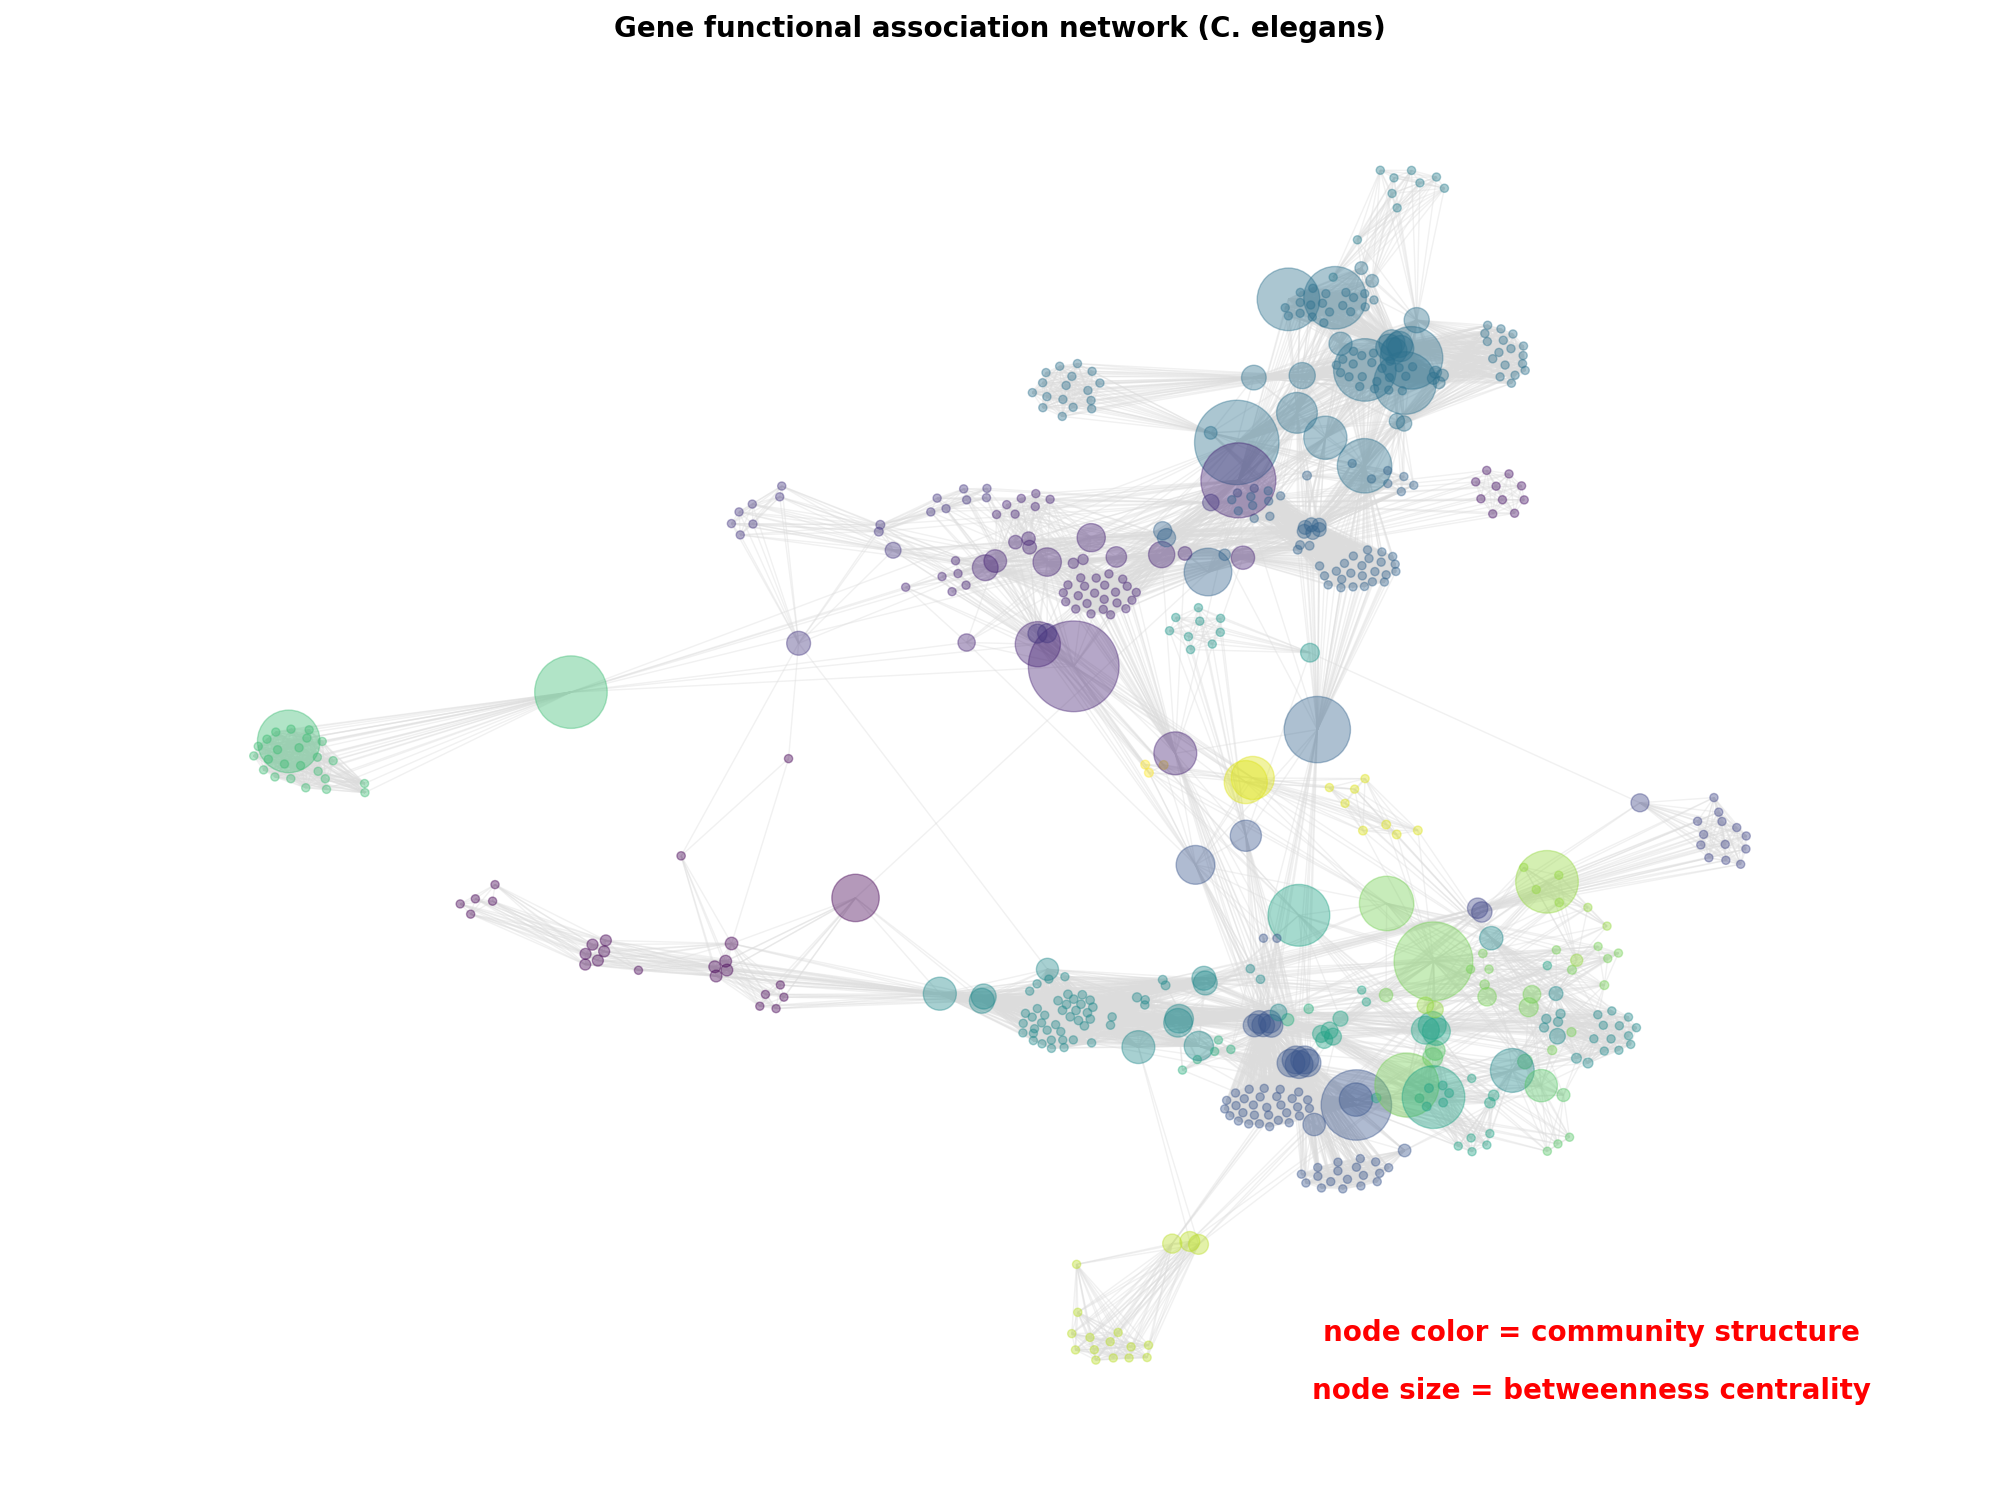 Gene functional association network (C. elegans)
node color = community structure
node size = betweenness centrality